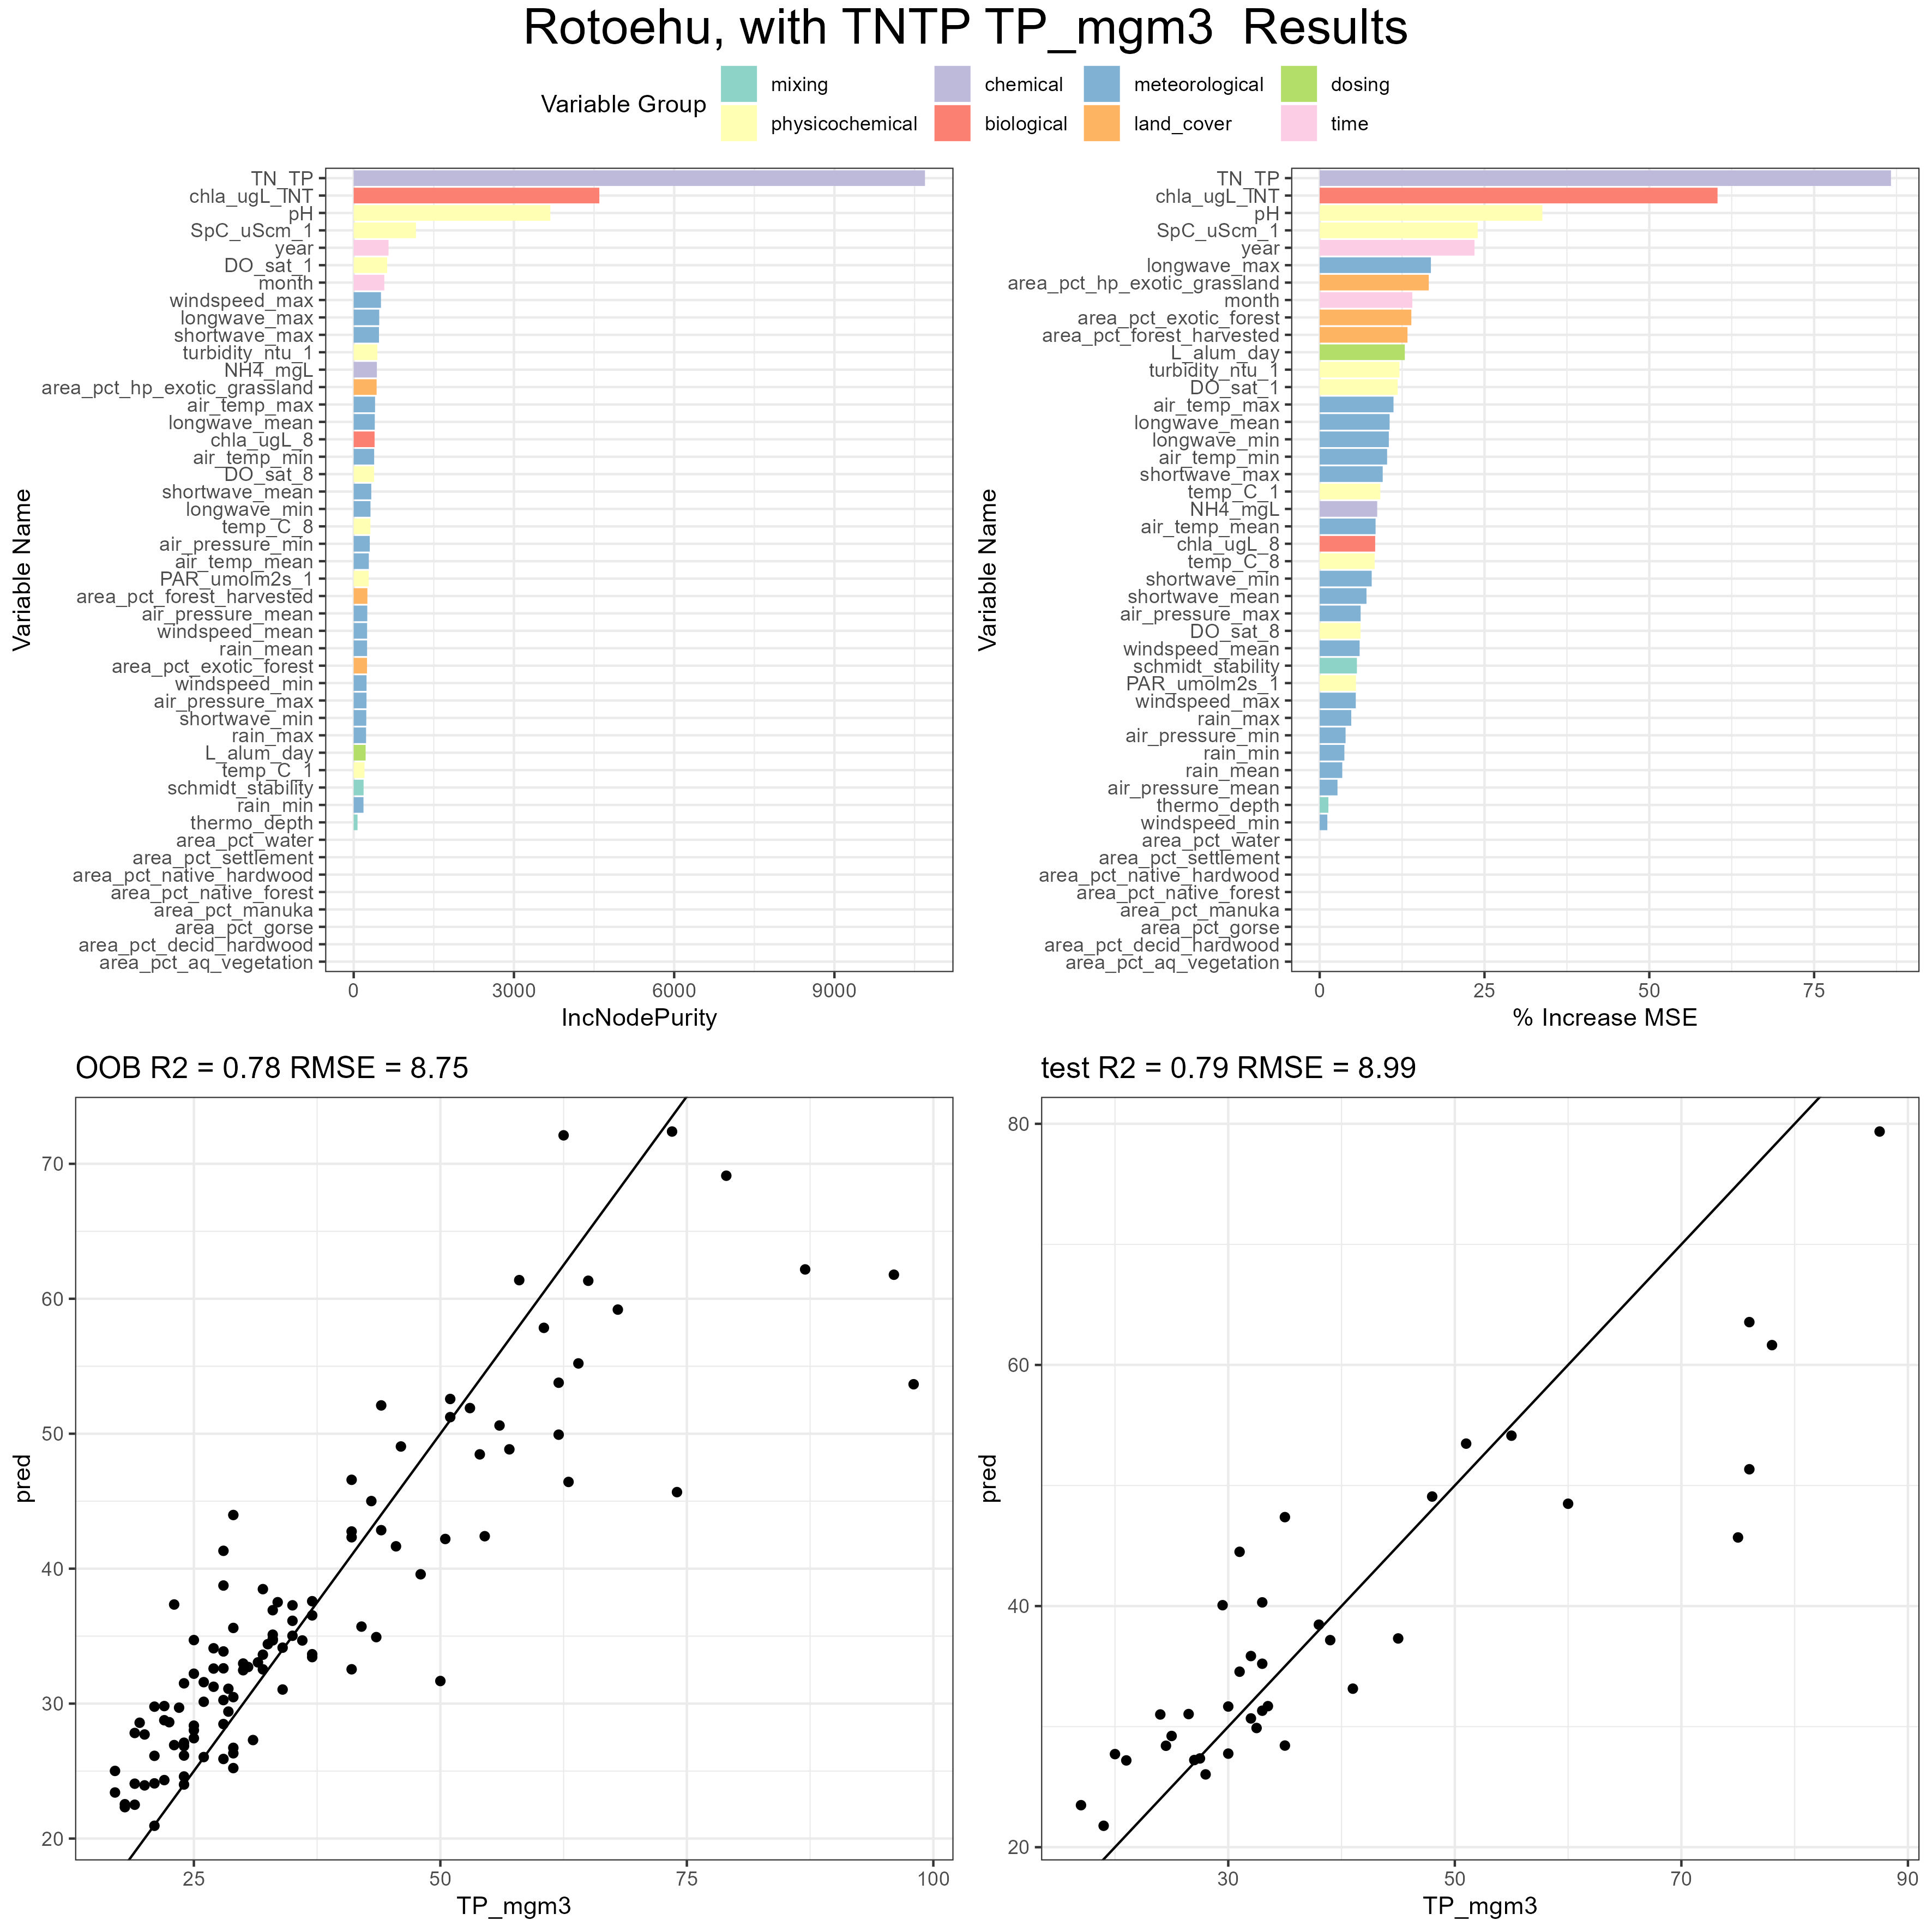 Rotoehu, with TNTP TP_mgm3  Results
Variable Group
mixing
chemical
meteorological
dosing
physicochemical
biological
land_cover
time
Variable Name
TN_TP
chla_ugL_INT
pH
SpC_uScm_1
year
DO_sat_1
month
windspeed_max
longwave_max
shortwave_max
turbidity_ntu_1
NH4_mgL
area_pct_hp_exotic_grassland
air_temp_max
longwave_mean
chla_ugL_8
air_temp_min
DO_sat_8
shortwave_mean
longwave_min
temp_C_8
air_pressure_min
air_temp_mean
PAR_umolm2s_1
area_pct_forest_harvested
air_pressure_mean
windspeed_mean
rain_mean
area_pct_exotic_forest
windspeed_min
air_pressure_max
shortwave_min
rain_max
L_alum_day
temp_C_1
schmidt_stability
rain_min
thermo_depth
area_pct_water
area_pct_settlement
area_pct_native_hardwood
area_pct_native_forest
area_pct_manuka
area_pct_gorse
area_pct_decid_hardwood
area_pct_aq_vegetation
0 3000 6000 9000
IncNodePurity
Variable Name
TN_TP
chla_ugL_INT
pH
SpC_uScm_1
year
longwave_max
area_pct_hp_exotic_grassland
month
area_pct_exotic_forest
area_pct_forest_harvested
L_alum_day
turbidity_ntu_1
DO_sat_1
air_temp_max
longwave_mean
longwave_min
air_temp_min
shortwave_max
temp_C_1
NH4_mgL
air_temp_mean
chla_ugL_8
temp_C_8
shortwave_min
shortwave_mean
air_pressure_max
DO_sat_8
windspeed_mean
schmidt_stability
PAR_umolm2s_1
windspeed_max
rain_max
air_pressure_min
rain_min
rain_mean
air_pressure_mean
thermo_depth
windspeed_min
area_pct_water
area_pct_settlement
area_pct_native_hardwood
area_pct_native_forest
area_pct_manuka
area_pct_gorse
area_pct_decid_hardwood
area_pct_aq_vegetation
0 25 50 75
% Increase MSE
OOB R2 = 0.78 RMSE = 8.75
pred
70
60
50
40
30
20
25 50 75 100
TP_mgm3
test R2 = 0.79 RMSE = 8.99
pred
80
60
40
20
30 50 70 90
TP_mgm3